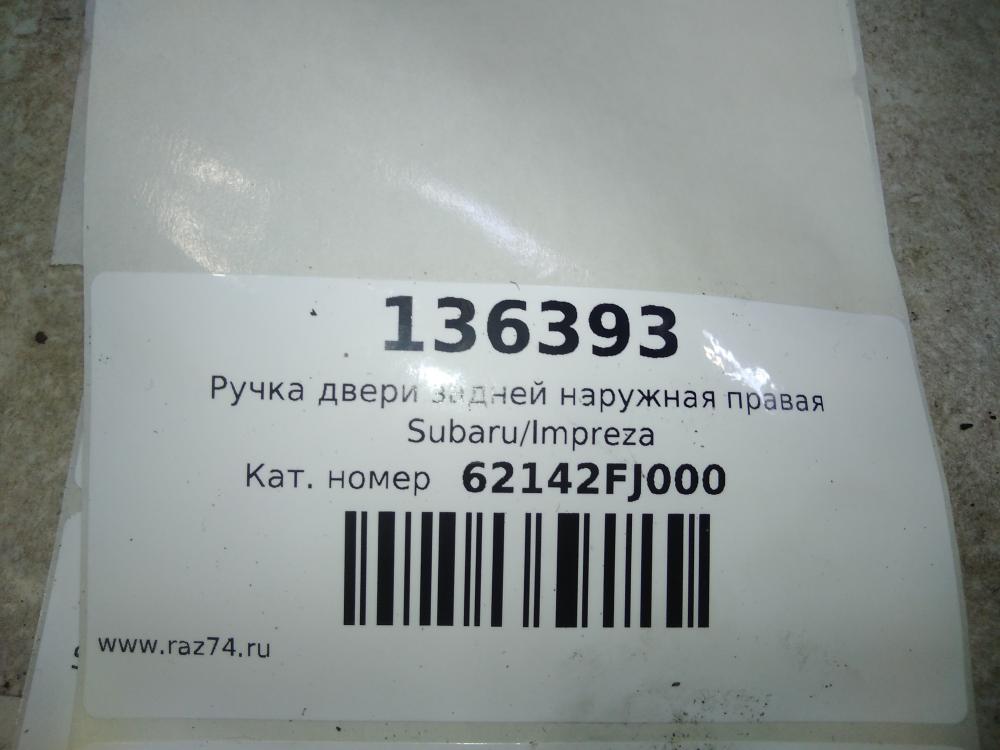 136393
Ручка двери задней наружная правая
Subaru/Impreza
Кат. номер 62142FJ000
www.raz74.ru